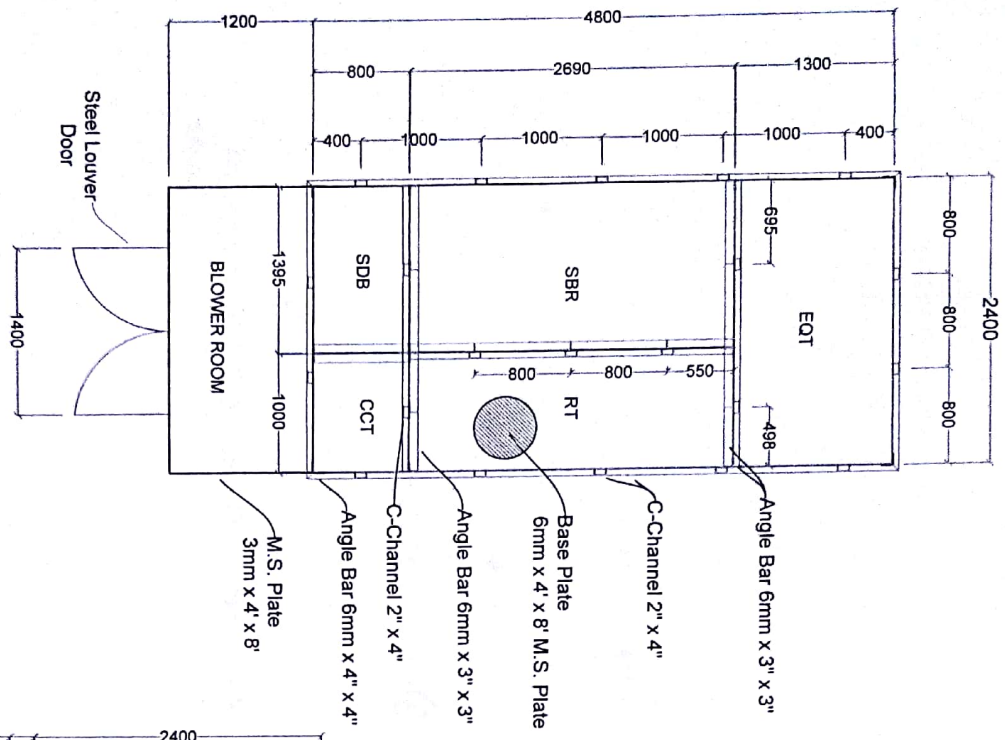 1200
4800
800
2690
1300
400
1000
1000
1000
1000
400
Steel Louver
Door
1400
BLOWER ROOM
1395
1000
SDB
CCT
SBR
RT
800
800
550
EQT
695
498
800
800
800
2400
Angle Bar 6mm x 3" x 3"
C-Channel 2" x 4"
Base Plate
6mm x 4' x 8' M.S. Plate
Angle Bar 6mm x 3" x 3"
C-Channel 2" x 4"
Angle Bar 6mm x 4" x 4"
M.S. Plate
3mm x 4' x 8'
2400